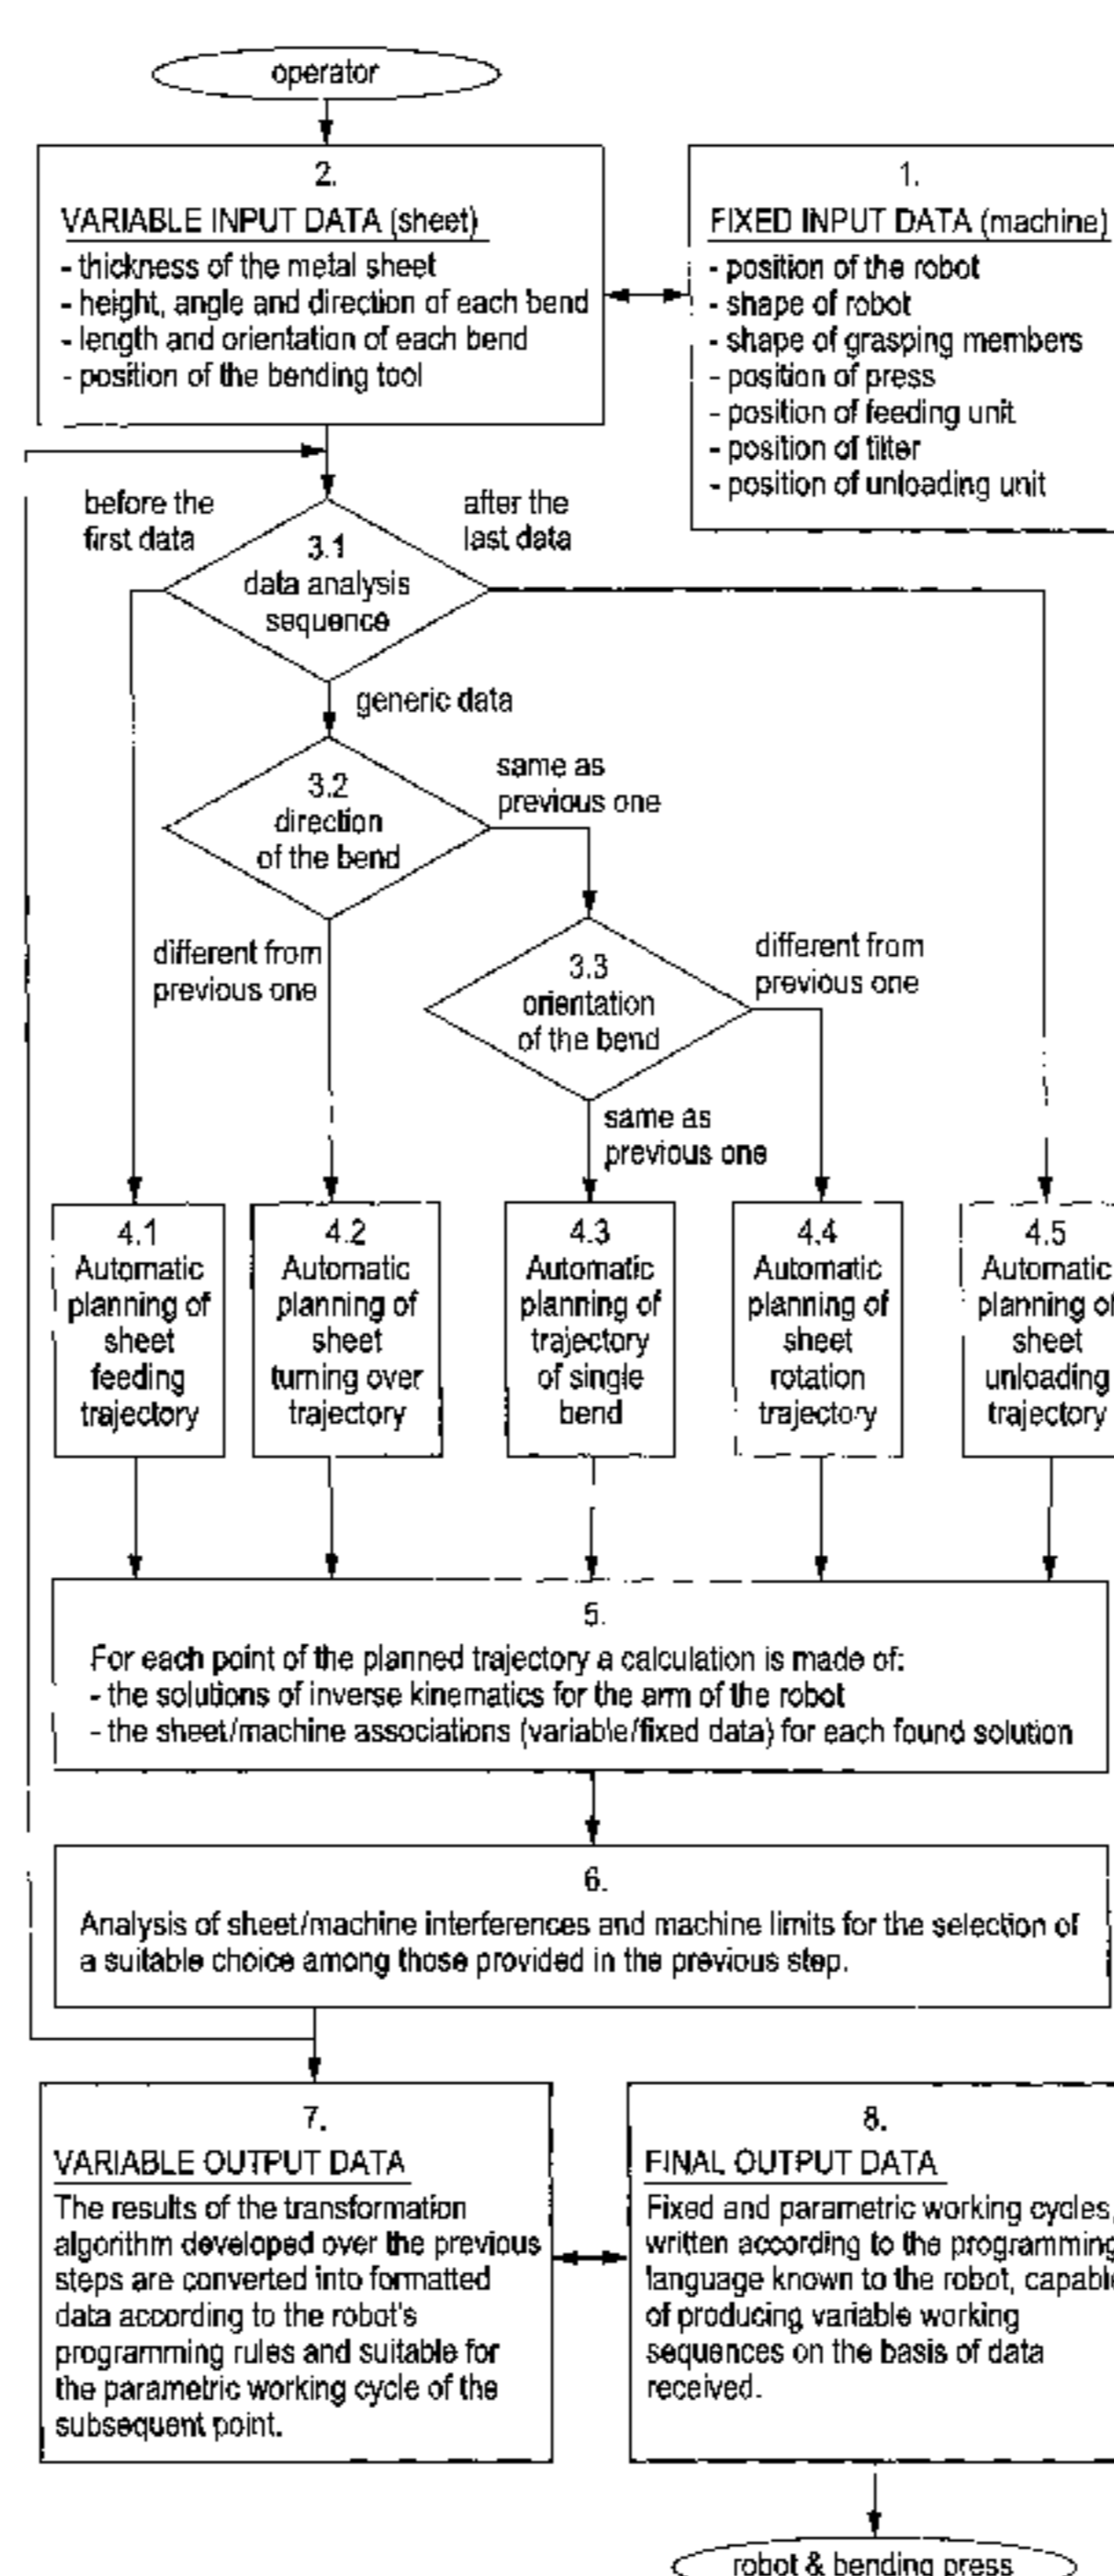 operator
2.
VARIABLE INPUT DATA (sheet)
- thickness of the metal sheet
- height, angle and direction of each bend
- length and orientation of each bend
- position of the bending tool
1.
FIXED INPUT DATA (machine)
- position of the robot
- shape of robot
- shape of grasping members
- position of press
- position of feeding unit
- position of tilter
- position of unloading unit
before the
first data
after the
last data
3.1
data analysis
sequence
generic data
3.2
direction
of the bend
same as
previous one
different from
previous one
3.3
orientation
of the bend
different from
previous one
same as
previous one
4.1
Automatic
planning of
sheet
feeding
trajectory
4.2
Automatic
planning of
sheet
turning over
trajectory
4.3
Automatic
planning of
trajectory
of single
bend
4.4
Automatic
planning of
sheet
rotation
trajectory
4.5
Automatic
planning of
sheet
unloading
trajectory
5.
For each point of the planned trajectory a calculation is made of:
- the solutions of inverse kinematics for the arm of the robot
- the sheet/machine associations (variable/fixed data) for each found solution
6.
Analysis of sheet/machine interferences and machine limits for the selection of
a suitable choice among those provided in the previous step.
7.
VARIABLE OUTPUT DATA
The results of the transformation
algorithm developed over the previous
steps are converted into formatted
data according to the robot's
programming rules and suitable for
the parametric working cycle of the
subsequent point.
8.
FINAL OUTPUT DATA
Fixed and parametric working cycles,
written according to the programming
language known to the robot, capable
of producing variable working
sequences on the basis of data
received.
robot & bending press